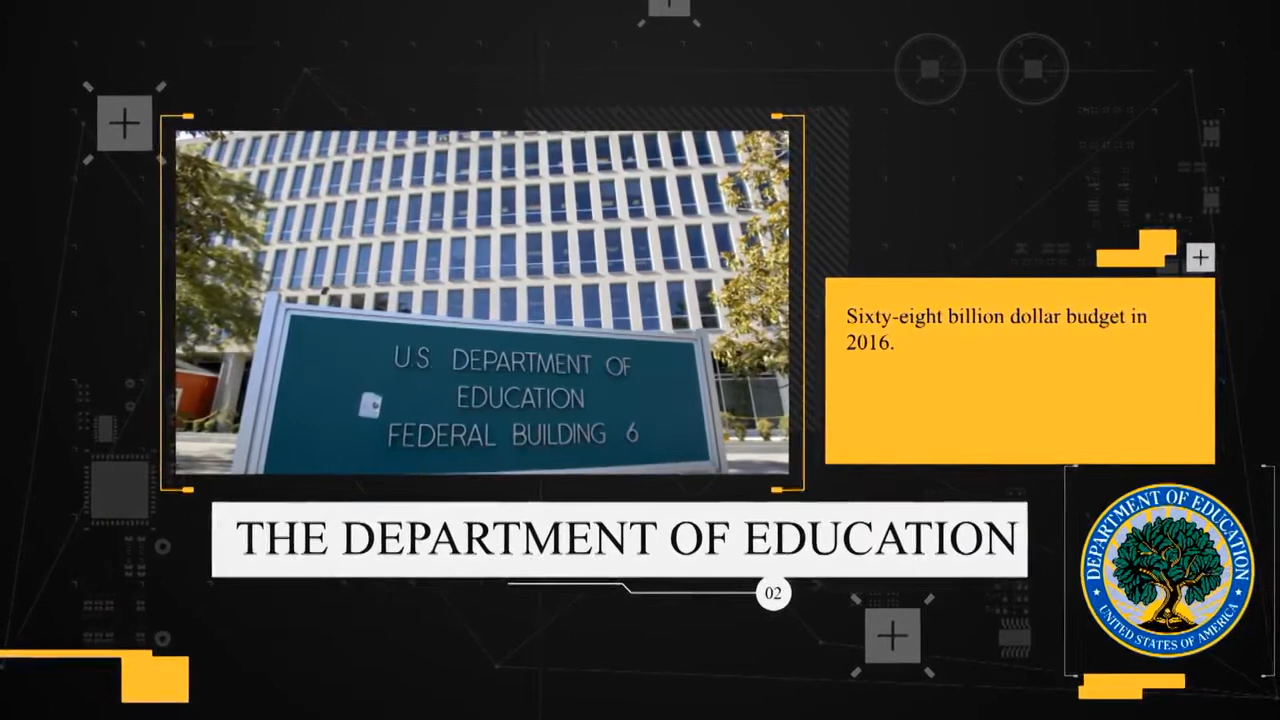 U.S. DEPARTMENT OF
EDUCATION
FEDERAL BUILDING 6
Sixty-eight billion dollar budget in
2016.
THE DEPARTMENT OF EDUCATION
02
DEPARTMENT OF EDUCATION
UNITED STATES OF AMERICA